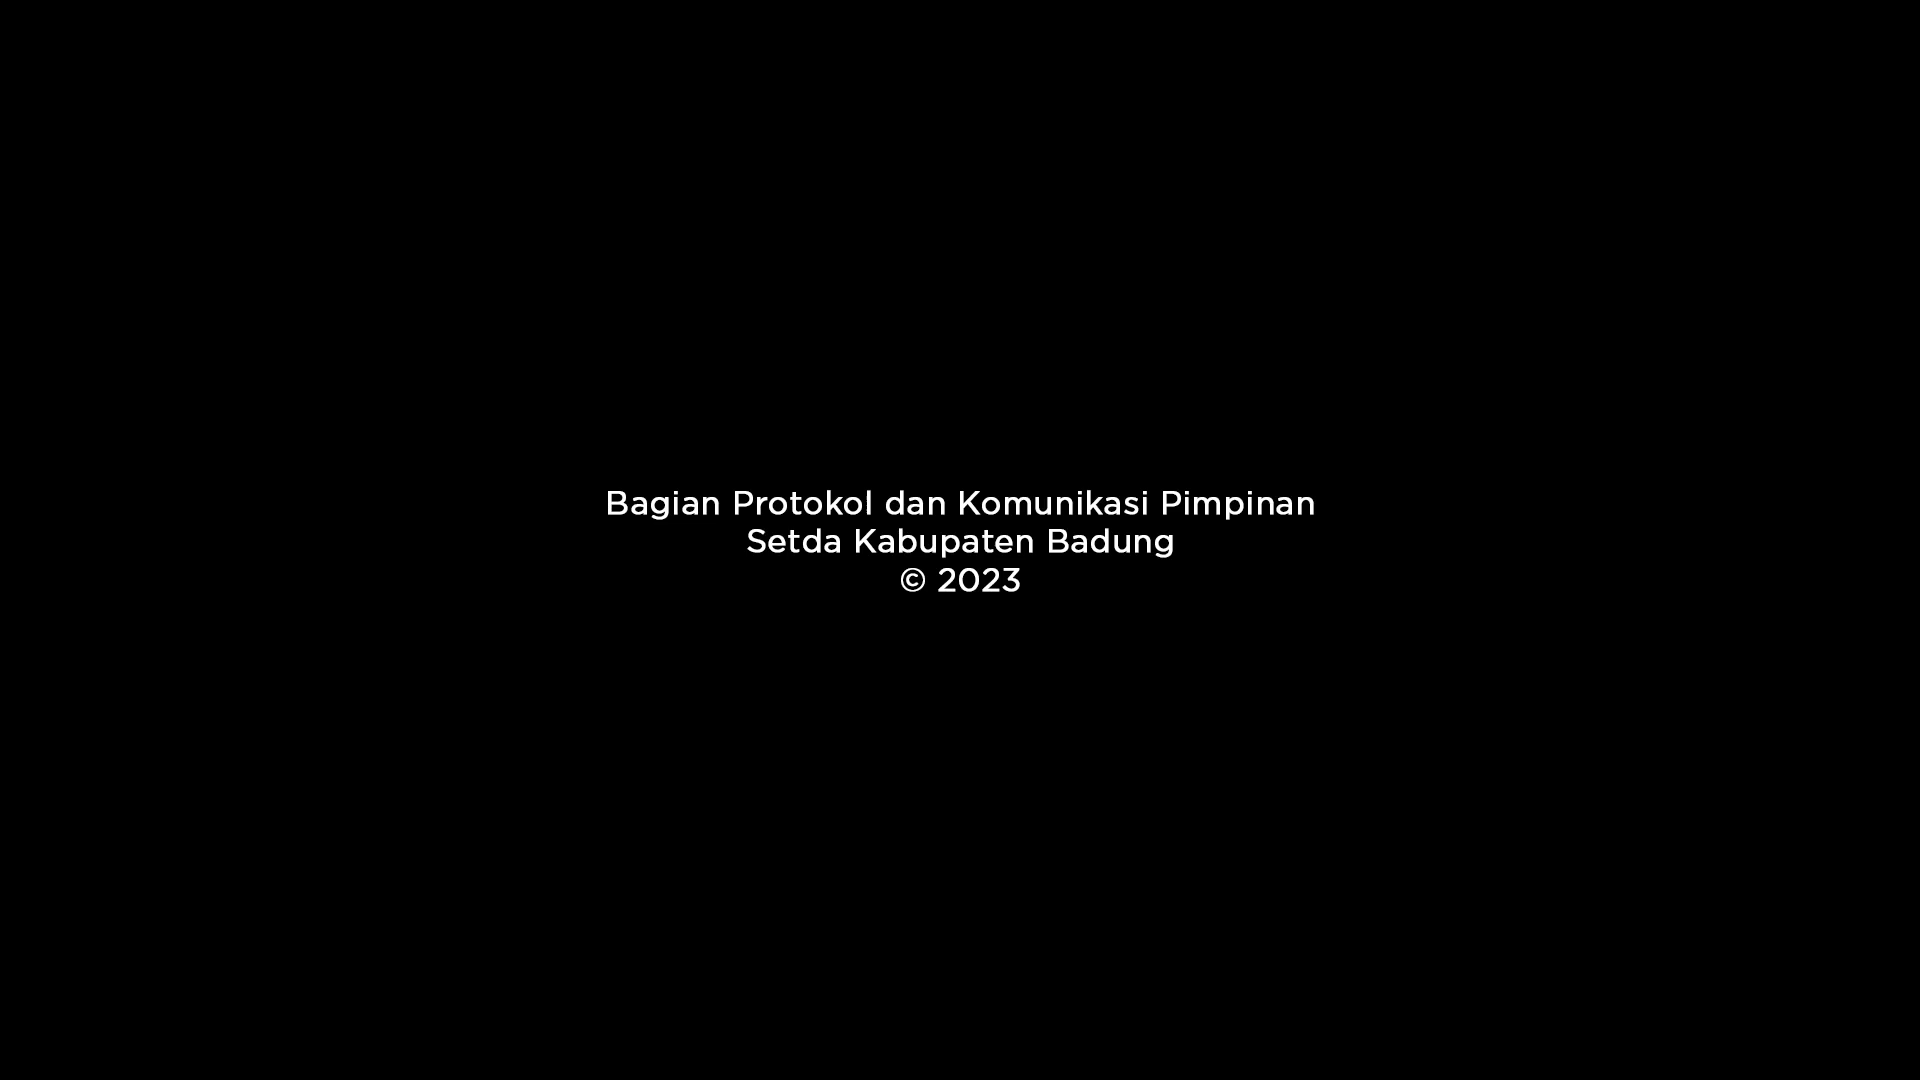 Bagian Protokol dan Komunikasi Pimpinan
Setda Kabupaten Badung
© 2023